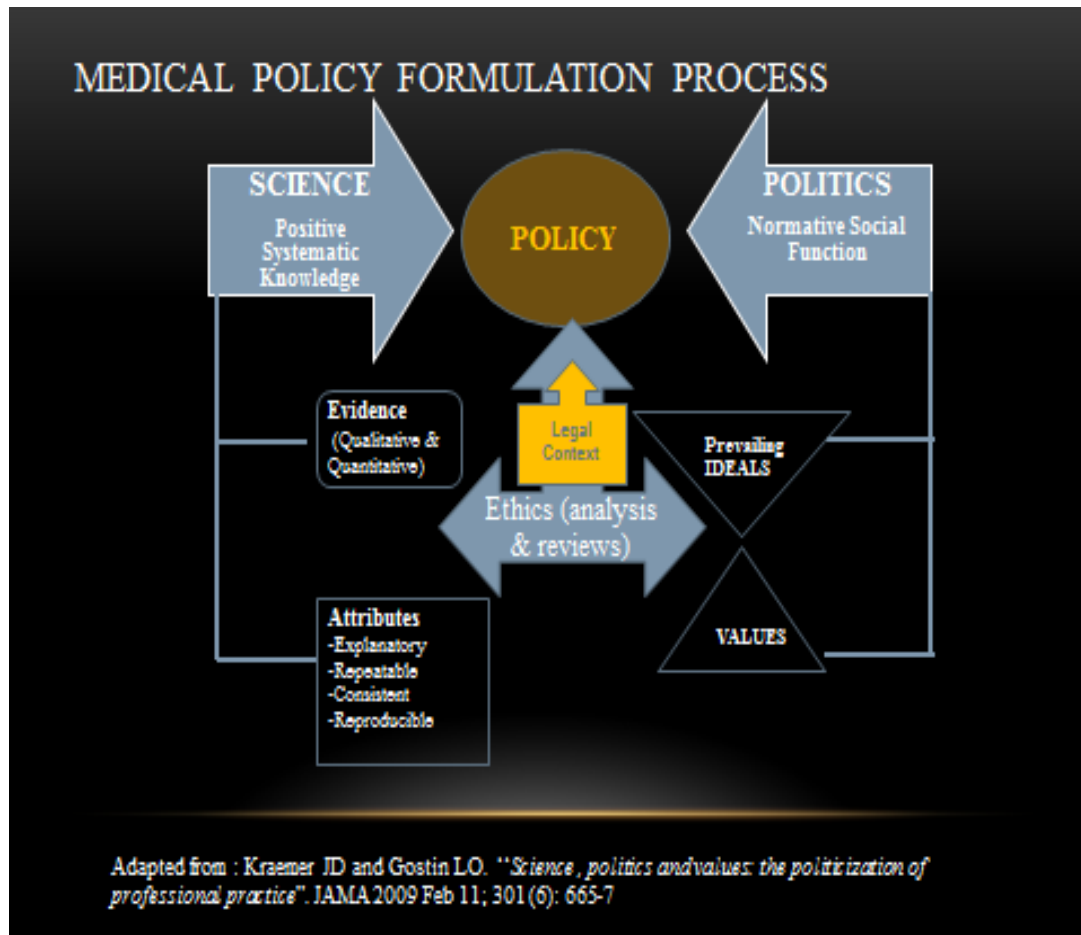 MEDICAL POLICY FORMULATION PROCESS
SCIENCE
Positive
Systematic
Knowledge
POLICY
POLITICS
Normative Social
Function
Evidence
(Qualitative &
Quantitative)
Legal
Context
Prevailing
IDEALS
Ethics (analysis
& reviews)
Attributes
-Explanatory
-Repeatable
-Consistent
-Reproducible
VALUES
Adapted from : Kraemer JD and Gostin LO. ‘‘Science , politics andvalues: the politicization of
professional practice”. JAMA 2009 Feb 11; 301(6): 665-7